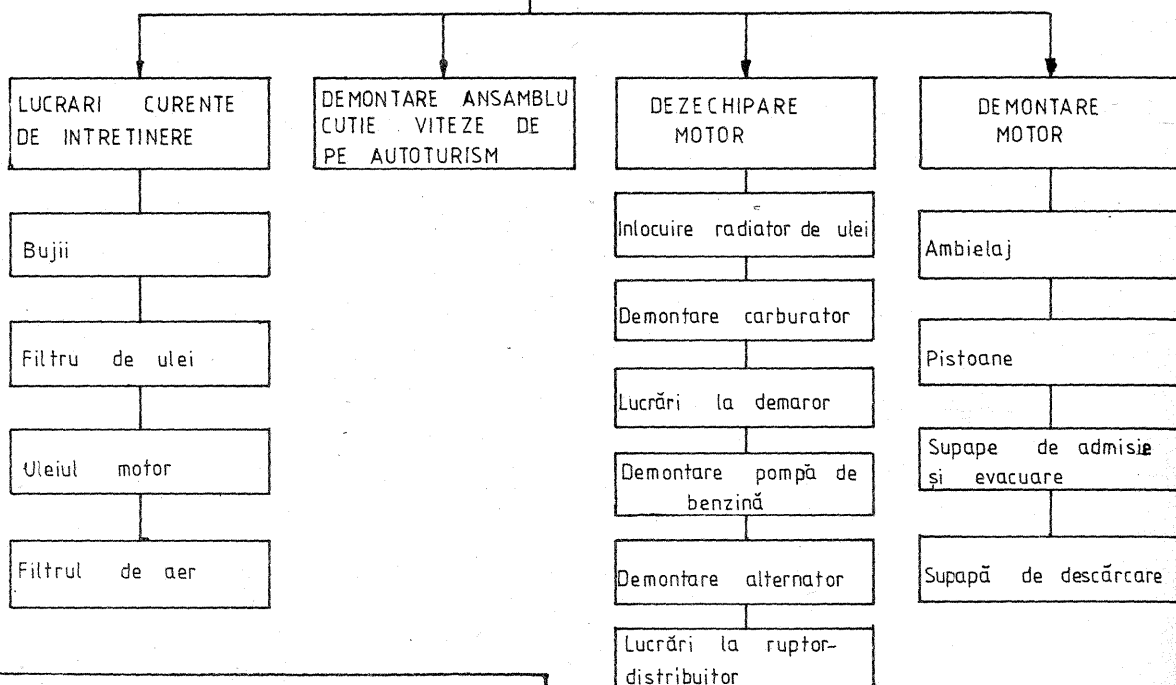 LUCRARI CURENTE
DE INTRETINERE
Bujii
Filtru de ulei
Uleiul motor
Filtrul de aer
DEMONTARE ANSAMBLU
CUTIE VITEZE DE
PE AUTOTURISM
DEZECHIPARE
MOTOR
Inlocuire radiator de ulei
Demontare carburator
Lucrări la demaror
Demontare pompă de
benzină
Demontare alternator
Lucrări la ruptor-
distribuitor
DEMONTARE
MOTOR
Ambielaj
Pistoane
Supape de admisie
și evacuare
Supapă de descărcare